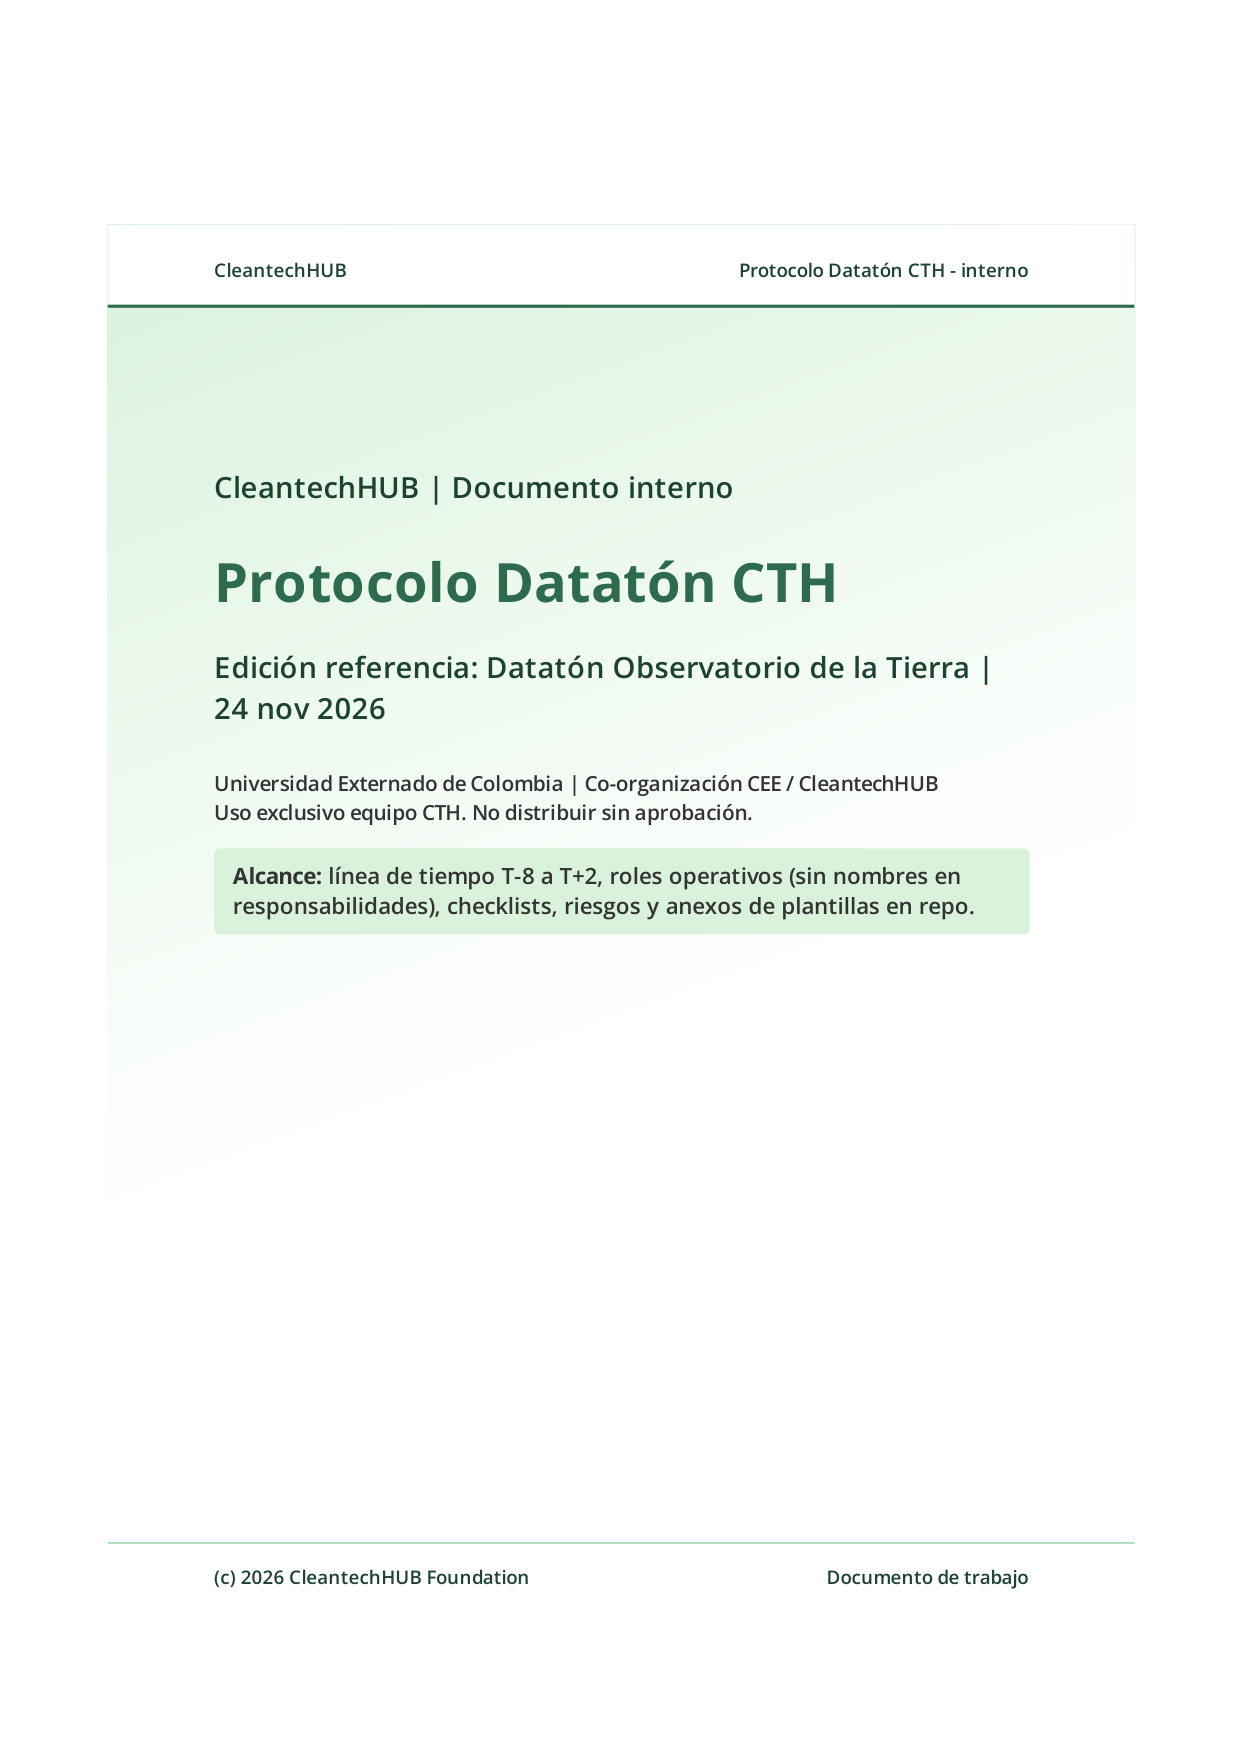 CleantechHUB
Protocolo Datatón CTH - interno
CleantechHUB | Documento interno
Protocolo Datatón CTH
Edición referencia: Datatón Observatorio de la Tierra |
24 nov 2026
Universidad Externado de Colombia | Co-organización CEE / CleantechHUB
Uso exclusivo equipo CTH. No distribuir sin aprobación.
Alcance: línea de tiempo T-8 a T+2, roles operativos (sin nombres en
responsabilidades), checklists, riesgos y anexos de plantillas en repo.
(c) 2026 CleantechHUB Foundation
Documento de trabajo